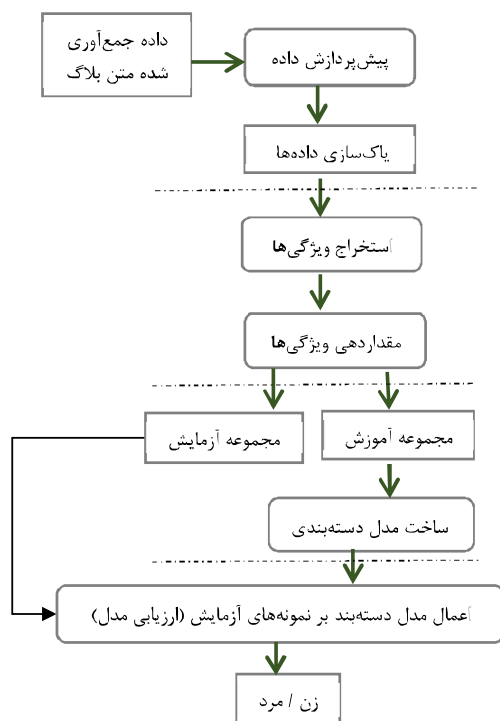 داده جمع‌آوری
شده متن بلاگ
پیش‌پردازش داده
پاک‌سازی داده‌ها
استخراج ویژگی‌ها
مقداردهی ویژگی‌ها
مجموعه آموزش
مجموعه آزمایش
ساخت مدل دسته‌بندی
اعمال مدل دسته‌بند بر نمونه‌های آزمایش (ارزیابی مدل)
زن / مرد